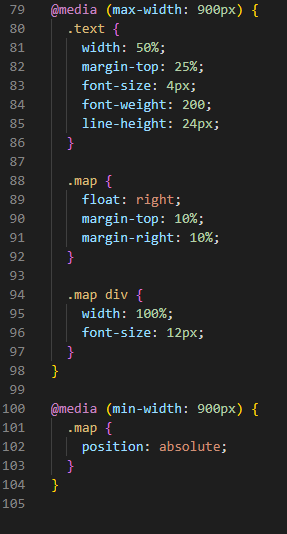 79 @media (max-width: 900px) {
80 .text {
81 width: 50%;
82 margin-top: 25%;
83 font-size: 4px;
84 font-weight: 200;
85 line-height: 24px;
86 }
87
88 .map {
89 float: right;
90 margin-top: 10%;
91 margin-right: 10%;
92 }
93
94 .map div {
95 width: 100%;
96 font-size: 12px;
97 }
98 }
99
100 @media (min-width: 900px) {
101 .map {
102 position: absolute;
103 }
104 }
105